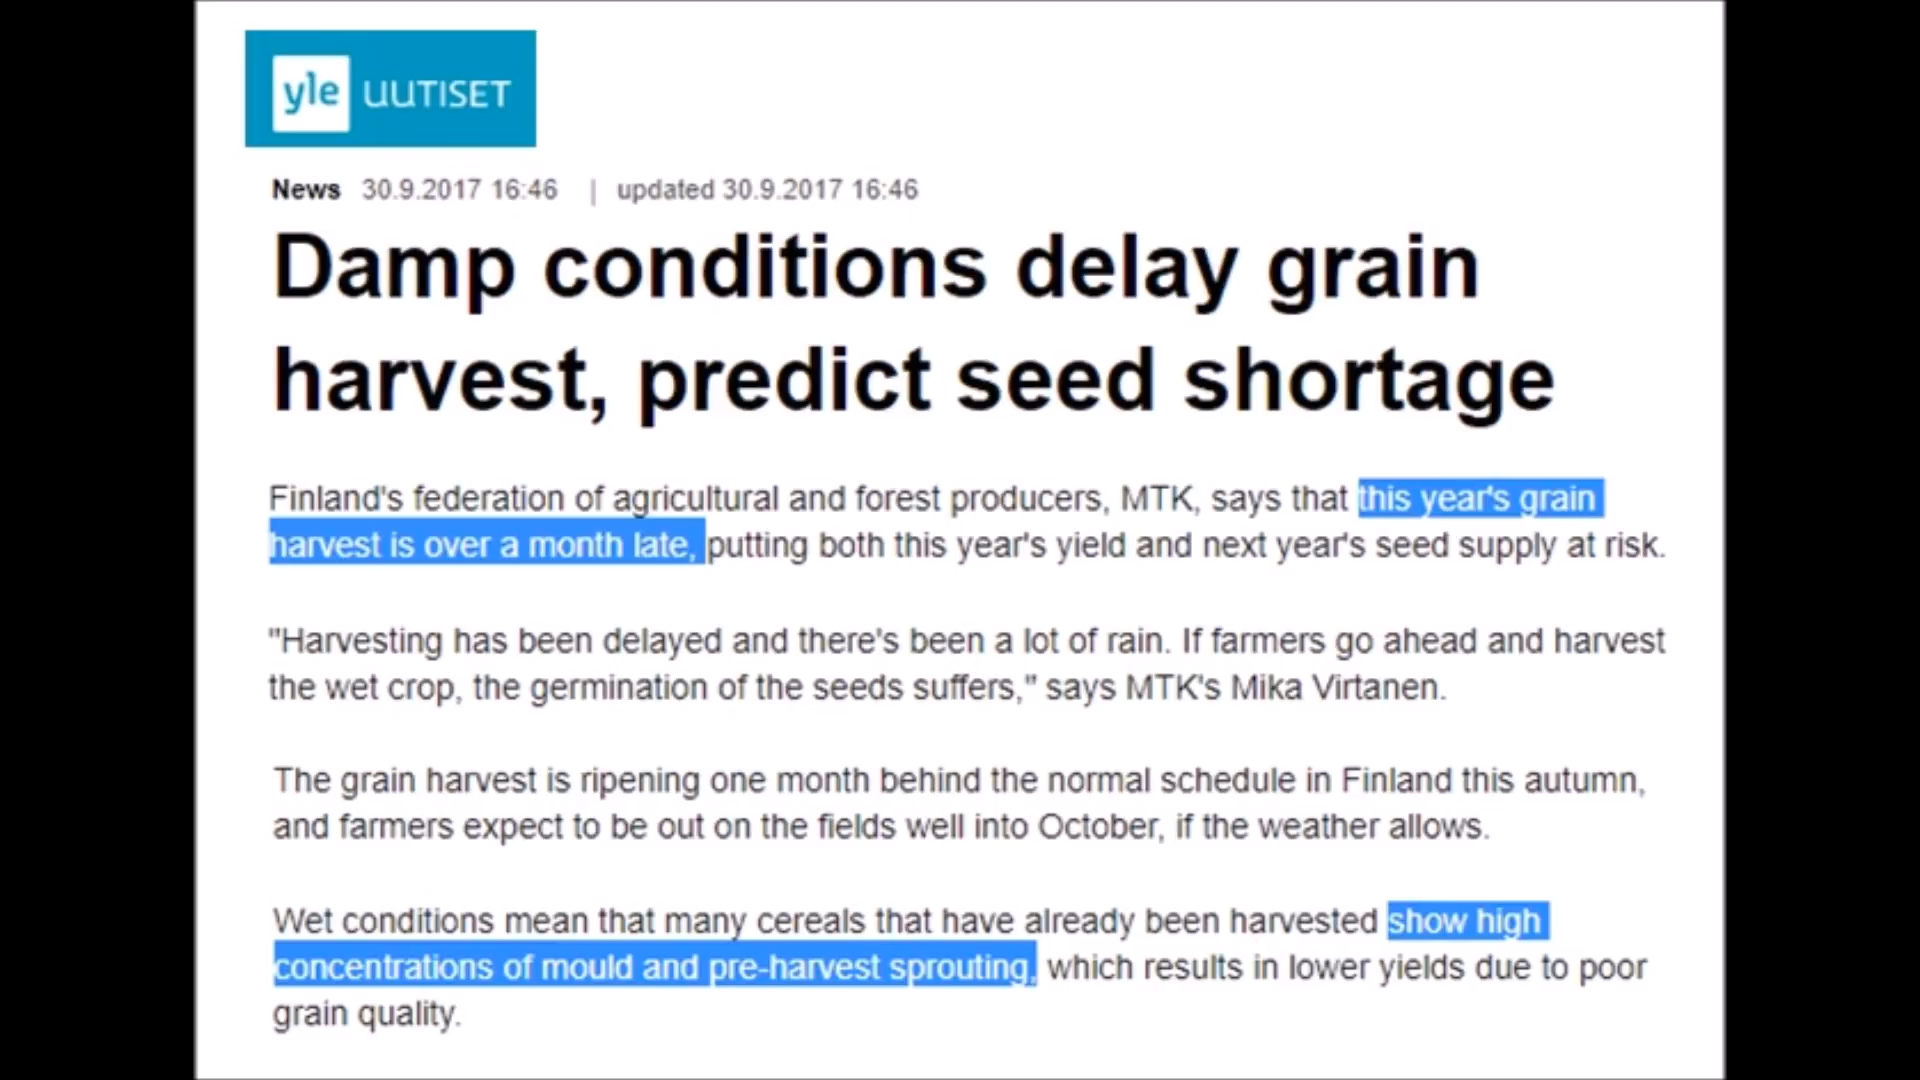 yle UUTISET
News 30.9.2017 16:46 | updated 30.9.2017 16:46
Damp conditions delay grain
harvest, predict seed shortage
Finland's federation of agricultural and forest producers, MTK, says that this year's grain
harvest is over a month late, putting both this year's yield and next year's seed supply at risk.
"Harvesting has been delayed and there's been a lot of rain. If farmers go ahead and harvest
the wet crop, the germination of the seeds suffers," says MTK's Mika Virtanen.
The grain harvest is ripening one month behind the normal schedule in Finland this autumn,
and farmers expect to be out on the fields well into October, if the weather allows.
Wet conditions mean that many cereals that have already been harvested show high
concentrations of mould and pre-harvest sprouting, which results in lower yields due to poor
grain quality.